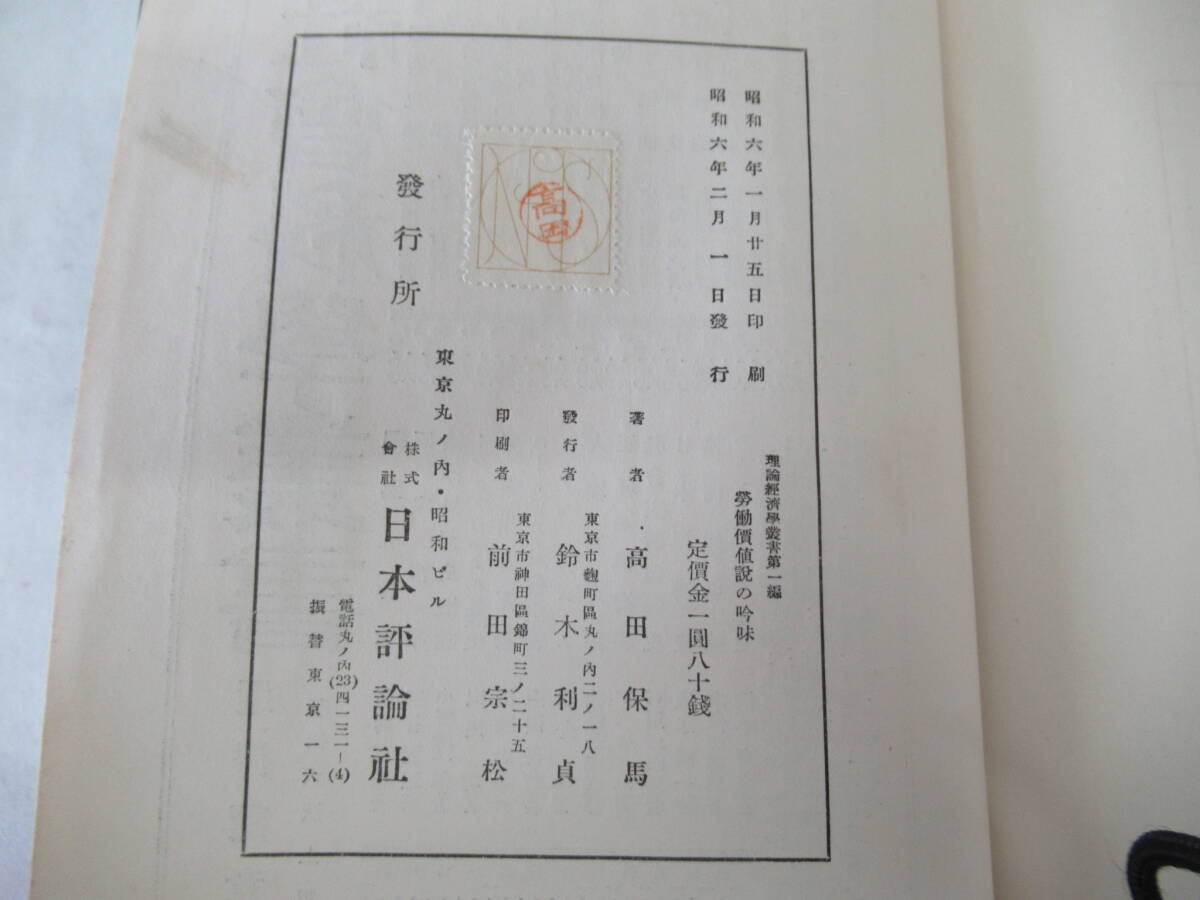 昭和六年一月廿五日印刷
昭和六年二月一日發行
理論經濟學叢書第一編
勞働價値說の吟味
定價金一圓八十錢
著者 高田保馬
東京市麴町區丸ノ內二ノ一八
發行者 鈴木利貞
東京市神田區錦町三ノ二十五
印刷者 前田宗松
高田
發行所
東京丸ノ內・昭和ビル
株式會社 日本評論社
電話丸ノ內(23)四一三一—(4)
振替東京一六